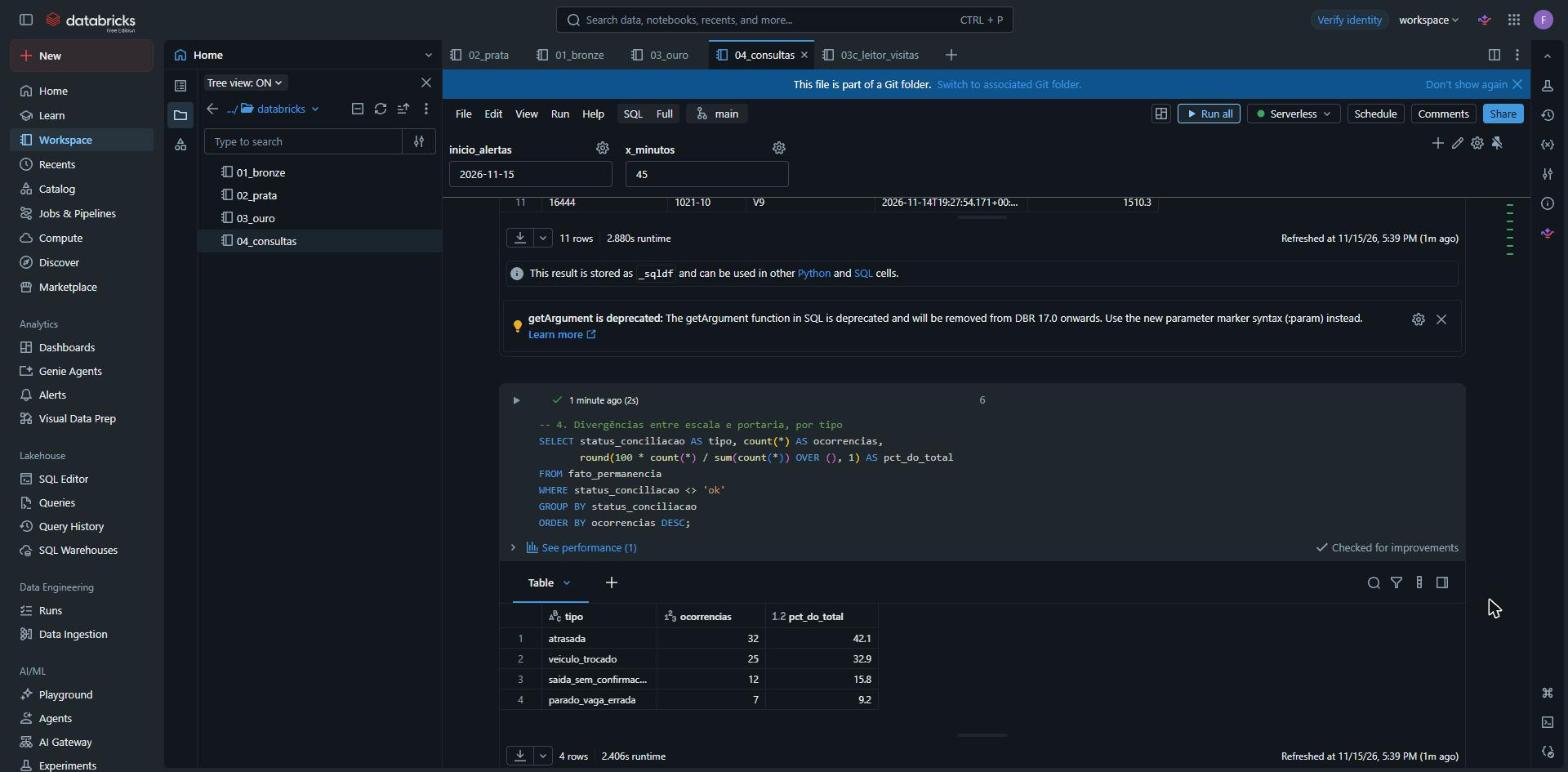 databricks
Free Edition
Search data, notebooks, recents, and more...
CTRL + P
Verify identity
workspace
F
New
Home
Learn
Workspace
Recents
Catalog
Jobs & Pipelines
Compute
Discover
Marketplace
Analytics
Dashboards
Genie Agents
Alerts
Visual Data Prep
Lakehouse
SQL Editor
Queries
Query History
SQL Warehouses
Data Engineering
Runs
Data Ingestion
AI/ML
Playground
Agents
AI Gateway
Experiments
Home
Tree view: ON
../ databricks
Type to search
01_bronze
02_prata
03_ouro
04_consultas
02_prata
01_bronze
03_ouro
04_consultas
03c_leitor_visitas
This file is part of a Git folder. Switch to associated Git folder.
Don't show again
File Edit View Run Help SQL Full main
Run all
Serverless
Schedule
Comments
Share
inicio_alertas
x_minutos
2026-11-15
45
11 16444 1021-10 V9 2026-11-14T19:27:54.171+00:... 1510.3
11 rows 2.880s runtime
Refreshed at 11/15/26, 5:39 PM (1m ago)
This result is stored as _sqldf and can be used in other Python and SQL cells.
getArgument is deprecated: The getArgument function in SQL is deprecated and will be removed from DBR 17.0 onwards. Use the new parameter marker syntax (:param) instead.
Learn more
1 minute ago (2s)
6
-- 4. Divergências entre escala e portaria, por tipo
SELECT status_conciliacao AS tipo, count(*) AS ocorrencias,
round(100 * count(*) / sum(count(*)) OVER (), 1) AS pct_do_total
FROM fato_permanencia
WHERE status_conciliacao <> 'ok'
GROUP BY status_conciliacao
ORDER BY ocorrencias DESC;
See performance (1)
Checked for improvements
Table
tipo ocorrencias 1.2 pct_do_total
1 atrasada 32 42.1
2 veiculo_trocado 25 32.9
3 saida_sem_confirmac... 12 15.8
4 parado_vaga_errada 7 9.2
4 rows 2.406s runtime
Refreshed at 11/15/26, 5:39 PM (1m ago)